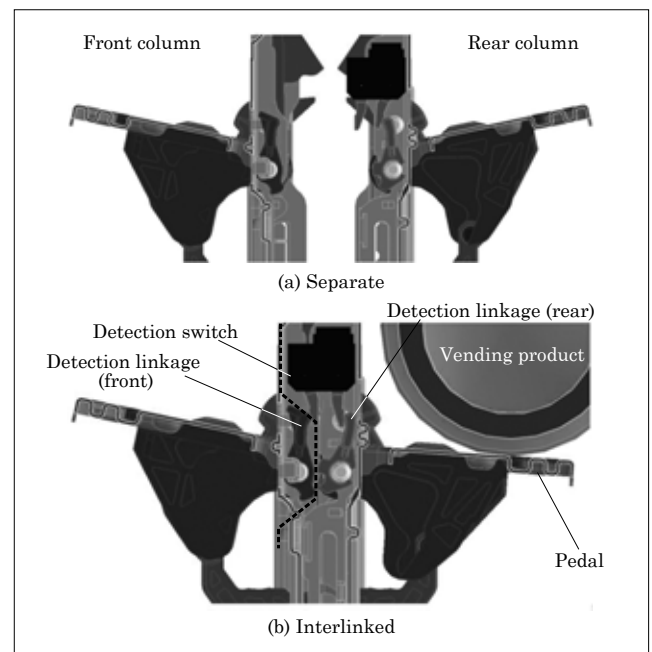 Front column
Rear column
(a) Separate
Detection linkage (rear)
Detection switch
Detection linkage
(front)
Vending product
Pedal
(b) Interlinked